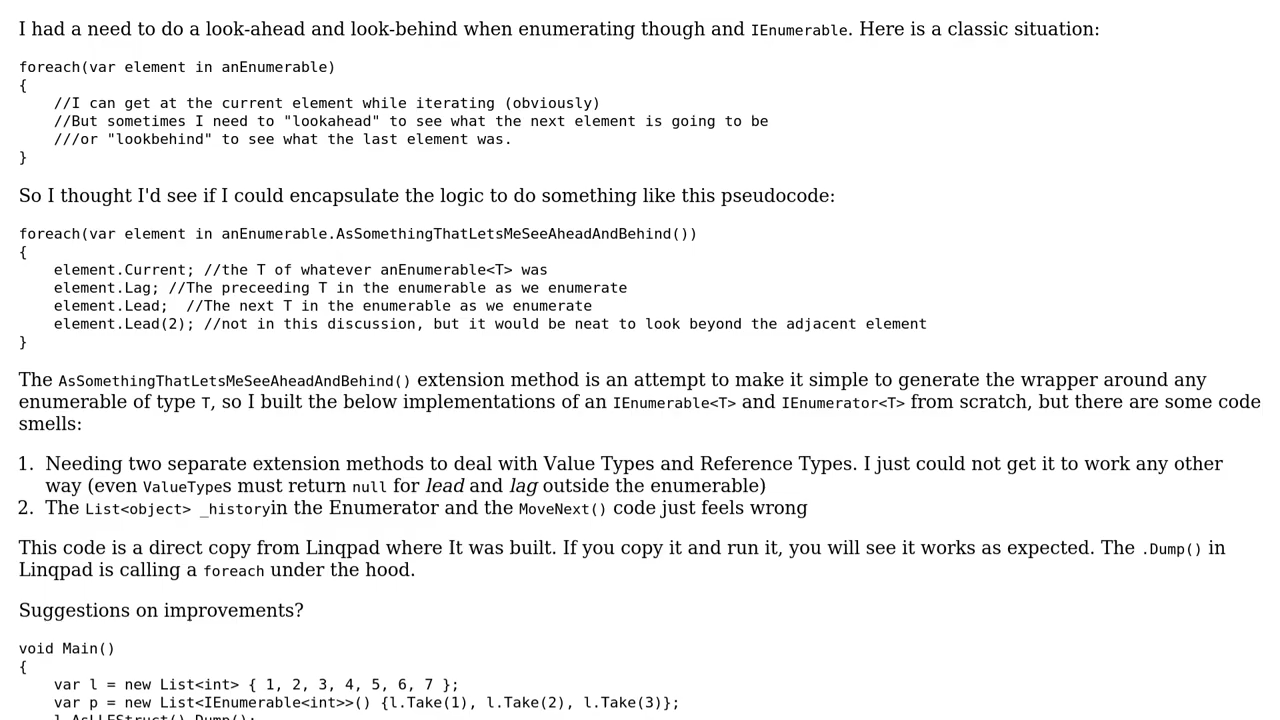 I had a need to do a look-ahead and look-behind when enumerating though and IEnumerable. Here is a classic situation:
foreach(var element in anEnumerable)
{
    //I can get at the current element while iterating (obviously)
    //But sometimes I need to "lookahead" to see what the next element is going to be
    ///or "lookbehind" to see what the last element was.
}
So I thought I'd see if I could encapsulate the logic to do something like this pseudocode:
foreach(var element in anEnumerable.AsSomethingThatLetsMeSeeAheadAndBehind())
{
    element.Current; //the T of whatever anEnumerable<T> was
    element.Lag; //The preceeding T in the enumerable as we enumerate
    element.Lead;  //The next T in the enumerable as we enumerate
    element.Lead(2); //not in this discussion, but it would be neat to look beyond the adjacent element
}
The AsSomethingThatLetsMeSeeAheadAndBehind() extension method is an attempt to make it simple to generate the wrapper around any
enumerable of type T, so I built the below implementations of an IEnumerable<T> and IEnumerator<T> from scratch, but there are some code
smells:
1. Needing two separate extension methods to deal with Value Types and Reference Types. I just could not get it to work any other
way (even ValueTypes must return null for lead and lag outside the enumerable)
2. The List<object> _historyin the Enumerator and the MoveNext() code just feels wrong
This code is a direct copy from Linqpad where It was built. If you copy it and run it, you will see it works as expected. The .Dump() in
Linqpad is calling a foreach under the hood.
Suggestions on improvements?
void Main()
{
    var l = new List<int> { 1, 2, 3, 4, 5, 6, 7 };
    var p = new List<IEnumerable<int>>() {l.Take(1), l.Take(2), l.Take(3)};